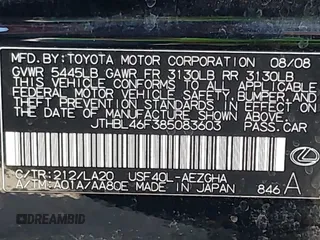 MFD.BY:TOYOTA MOTOR CORPORATION 08/08
GVWR 5445LB GAWR FR 3130LB RR 3130LB
THIS VEHICLE CONFORMS TO ALL APPLICABLE
FEDERAL MOTOR VEHICLE SAFETY, BUMPER, AND
THEFT PREVENTION STANDARDS IN EFFECT ON
THE DATE OF MANUFACTURE SHOWN ABOVE.
JTHBL46F385083603 PASS.CAR
C/TR:212/LA20 USF40L-AEZGHA
A/TM:A01A/AA80E MADE IN JAPAN 846 A
DREAMBID